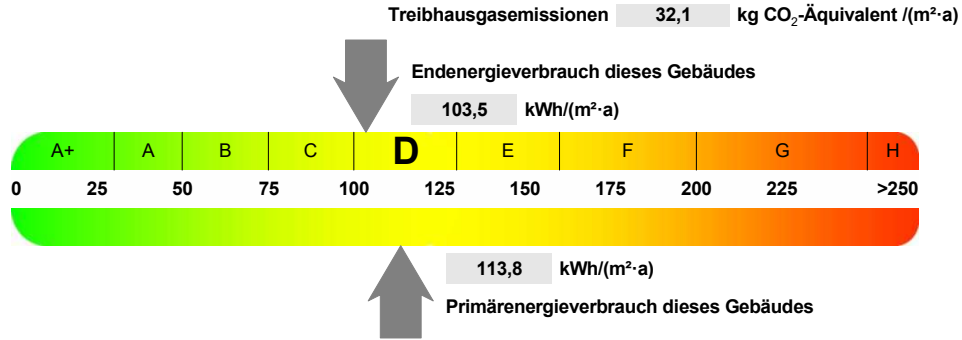 Treibhausgasemissionen 32,1 kg CO₂-Äquivalent /(m²·a)
Endenergieverbrauch dieses Gebäudes
103,5 kWh/(m²·a)
A+ A B C D E F G H
0 25 50 75 100 125 150 175 200 225 >250
113,8 kWh/(m²·a)
Primärenergieverbrauch dieses Gebäudes